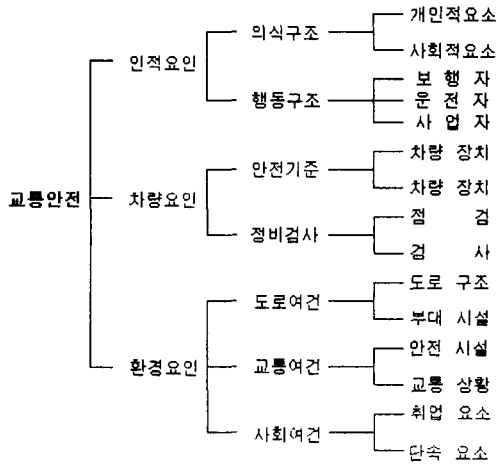 개인적요소
의식구조
사회적요소
인적요인
보 행 자
행동구조
운 전 자
사 업 자
차량 장치
안전기준
차량 장치
교통안전
차량요인
점 검
정비검사
검 사
도로 구조
도로여건
부대 시설
안전 시설
환경요인
교통여건
교통 상황
취업 요소
사회여건
단속 요소